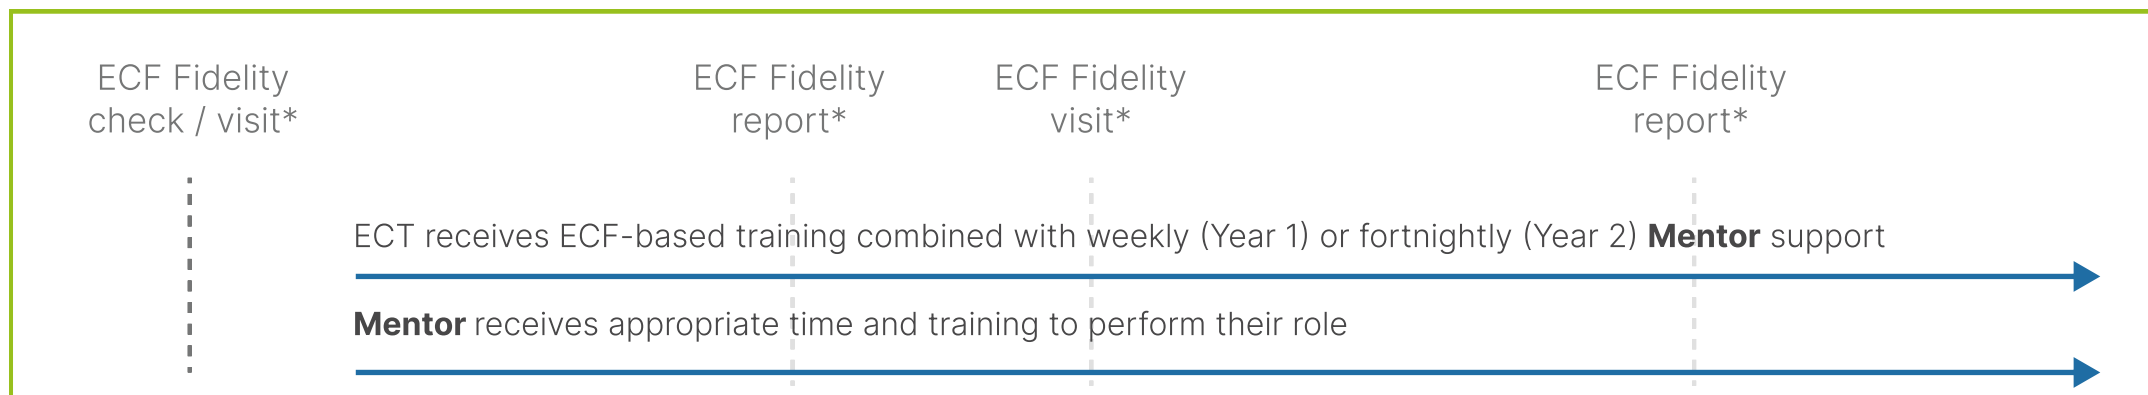 ECF Fidelity
check / visit*
ECF Fidelity
report*
ECF Fidelity
visit*
ECF Fidelity
report*
ECT receives ECF-based training combined with weekly (Year 1) or fortnightly (Year 2) Mentor support
Mentor receives appropriate time and training to perform their role